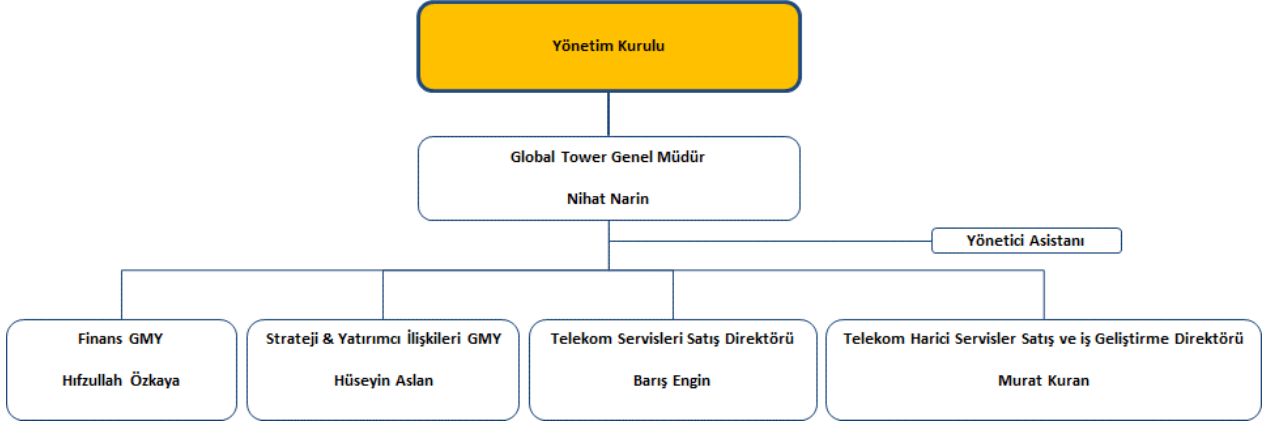 Yönetim Kurulu
Global Tower Genel Müdür
Nihat Narin
Yönetici Asistanı
Finans GMY
Hıfzullah Özkaya
Strateji & Yatırımcı İlişkileri GMY
Hüseyin Aslan
Telekom Servisleri Satış Direktörü
Barış Engin
Telekom Harici Servisler Satış ve iş Geliştirme Direktörü
Murat Kuran